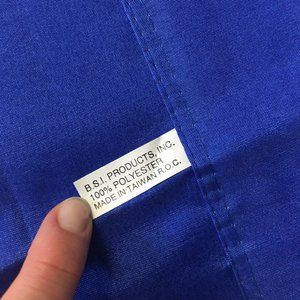 B.S.I. PRODUCTS, INC.
100% POLYESTER
MADE IN TAIWAN R.O.C.